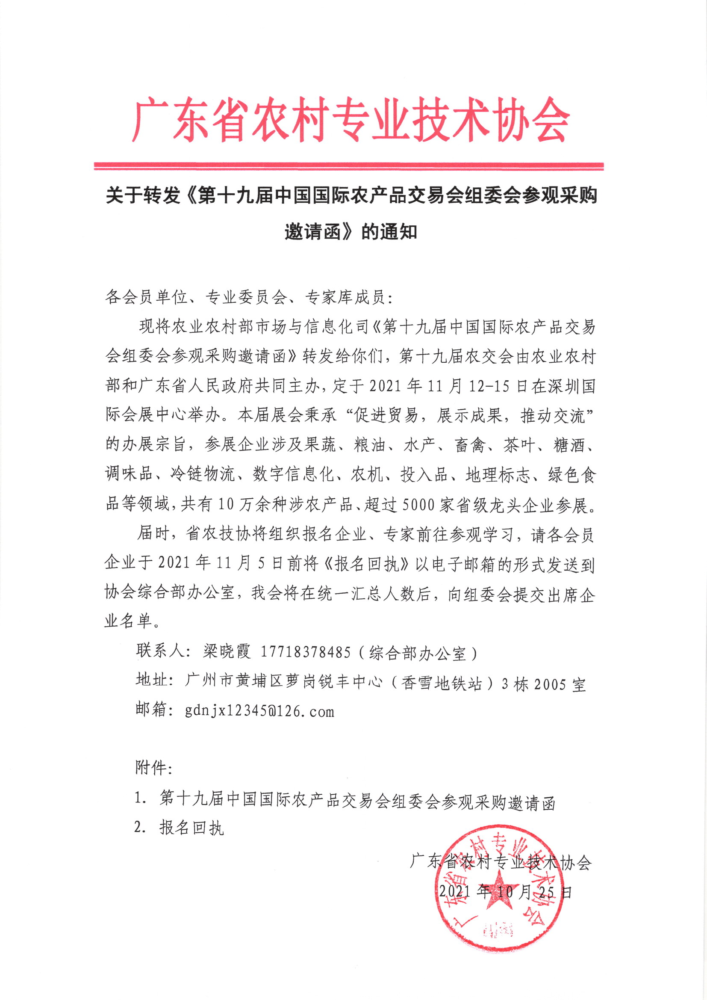 广东省农村专业技术协会
关于转发《第十九届中国国际农产品交易会组委会参观采购
邀请函》的通知
各会员单位、专业委员会、专家库成员：
现将农业农村部市场与信息化司《第十九届中国国际农产品交易
会组委会参观采购邀请函》转发给你们，第十九届农交会由农业农村
部和广东省人民政府共同主办，定于 2021 年 11 月 12-15 日在深圳国
际会展中心举办。本届展会秉承“促进贸易，展示成果，推动交流”
的办展宗旨，参展企业涉及果蔬、粮油、水产、畜禽、茶叶、糖酒、
调味品、冷链物流、数字信息化、农机、投入品、地理标志、绿色食
品等领域，共有 10 万余种涉农产品、超过 5000 家省级龙头企业参展。
届时，省农技协将组织报名企业、专家前往参观学习，请各会员
企业于 2021 年 11 月 5 日前将《报名回执》以电子邮箱的形式发送到
协会综合部办公室，我会将在统一汇总人数后，向组委会提交出席企
业名单。
联系人：梁晓霞 17718378485（综合部办公室）
地址：广州市黄埔区萝岗锐丰中心（香雪地铁站）3 栋 2005 室
邮箱：gdnjx12345@126.com
附件：
1. 第十九届中国国际农产品交易会组委会参观采购邀请函
2. 报名回执
广东省农村专业技术协会
2021 年 10 月 25 日
广东省农村专业技术协会